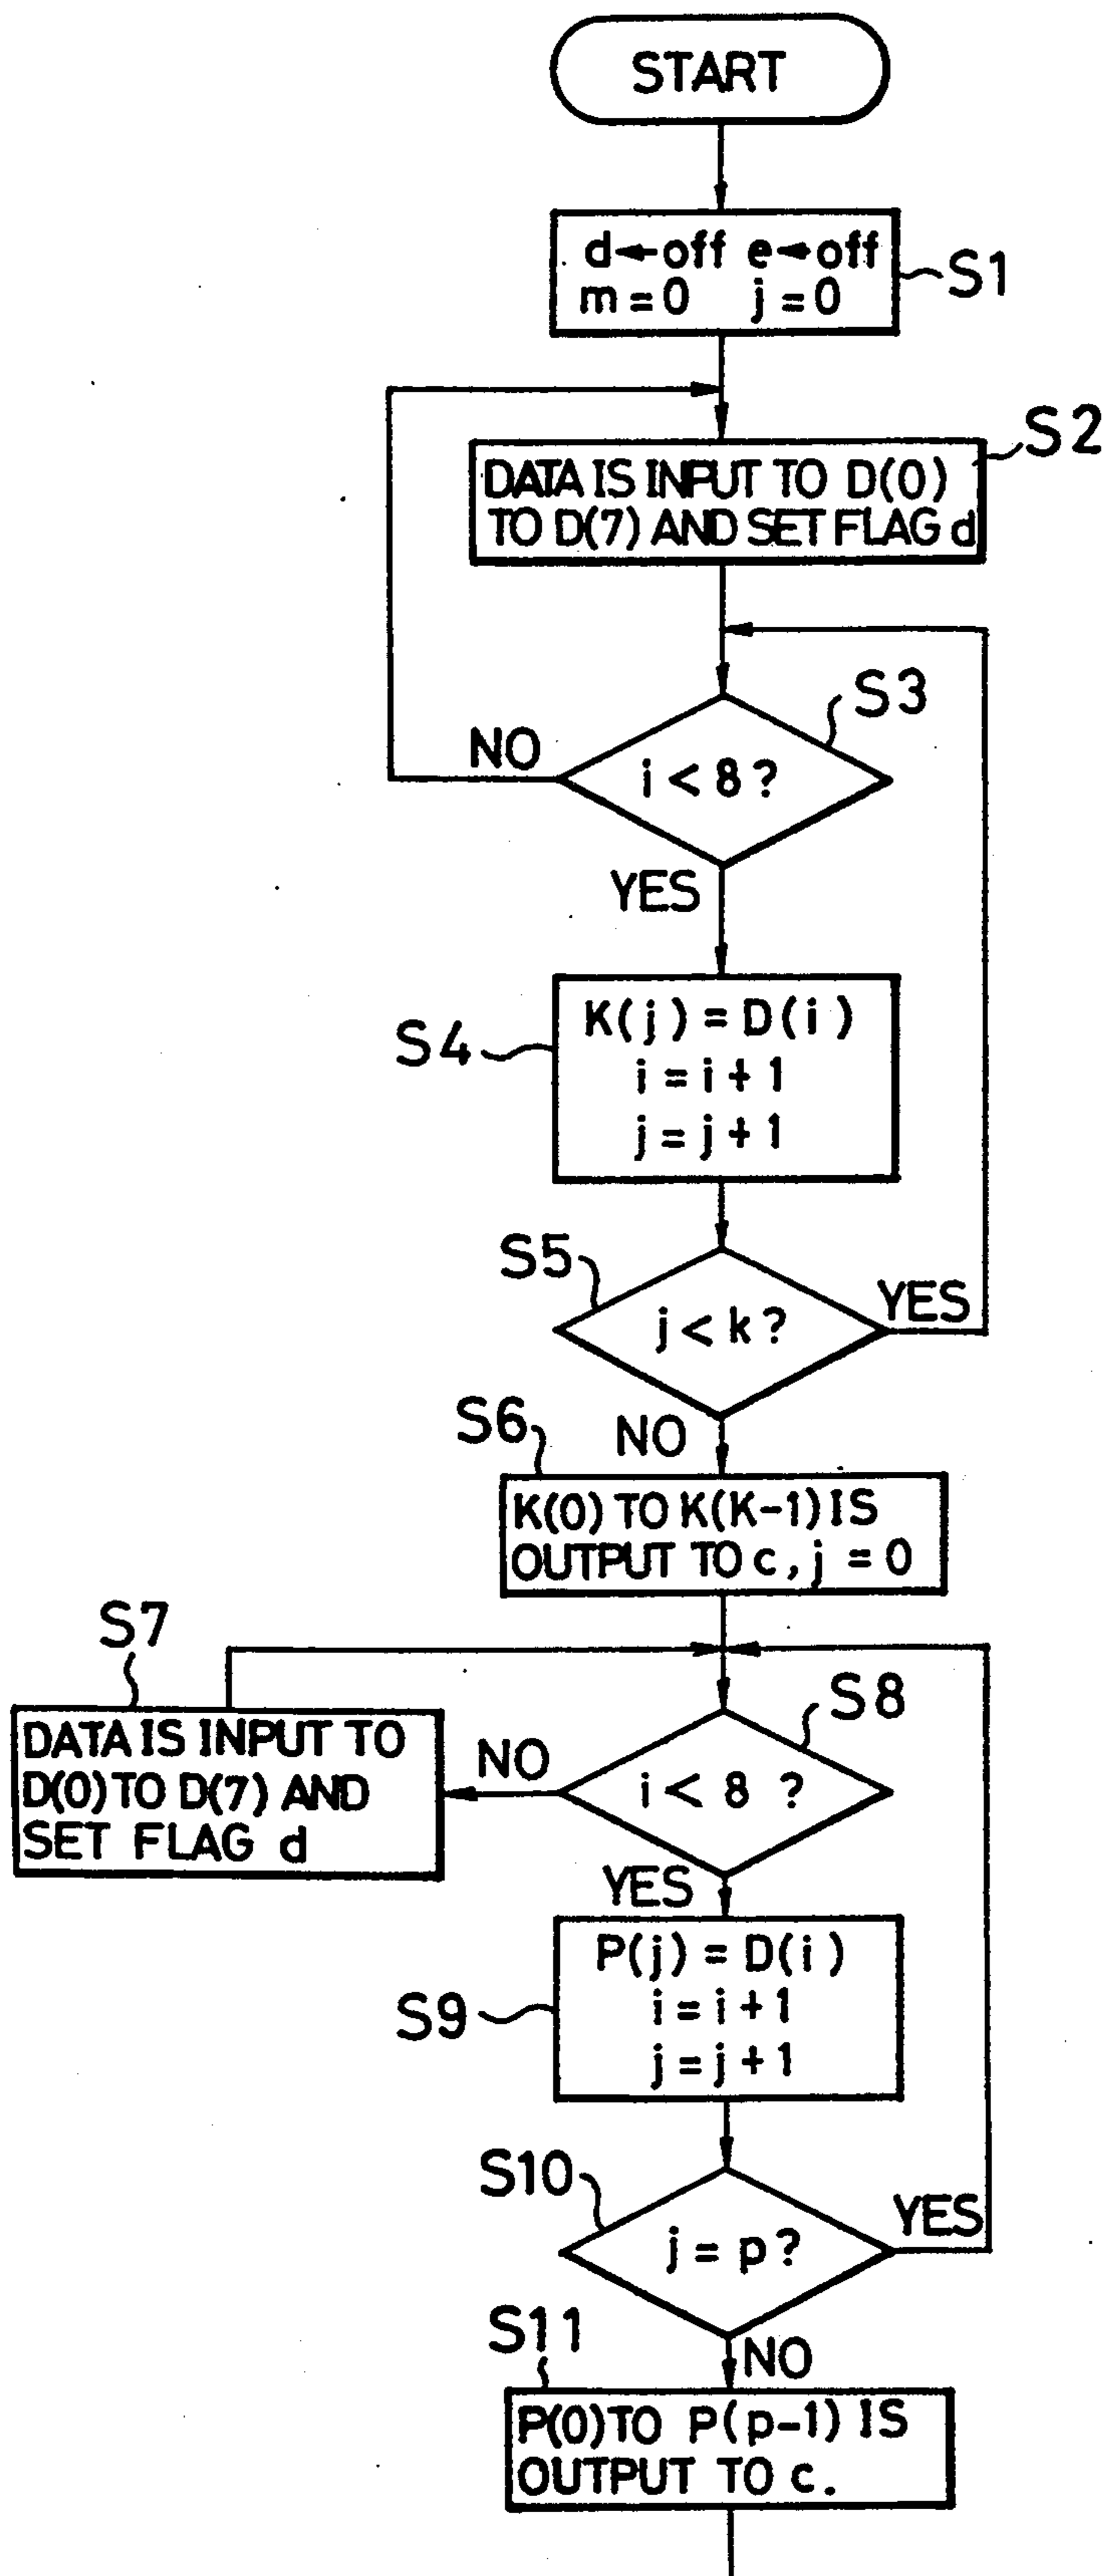 START
d←off e←off
m = 0 j = 0
S1
S2
DATA IS INPUT TO D(0)
TO D(7) AND SET FLAG d
S3
NO
i < 8 ?
YES
S4
K(j) = D(i)
i = i + 1
j = j + 1
S5
j < k ?
YES
S6
NO
K(0) TO K(K-1) IS
OUTPUT TO c, j = 0
S7
DATA IS INPUT TO
D(0) TO D(7) AND
SET FLAG d
S8
NO
i < 8 ?
YES
S9
P(j) = D(i)
i = i + 1
j = j + 1
S10
j = p ?
YES
S11
NO
P(0) TO P(p-1) IS
OUTPUT TO c.